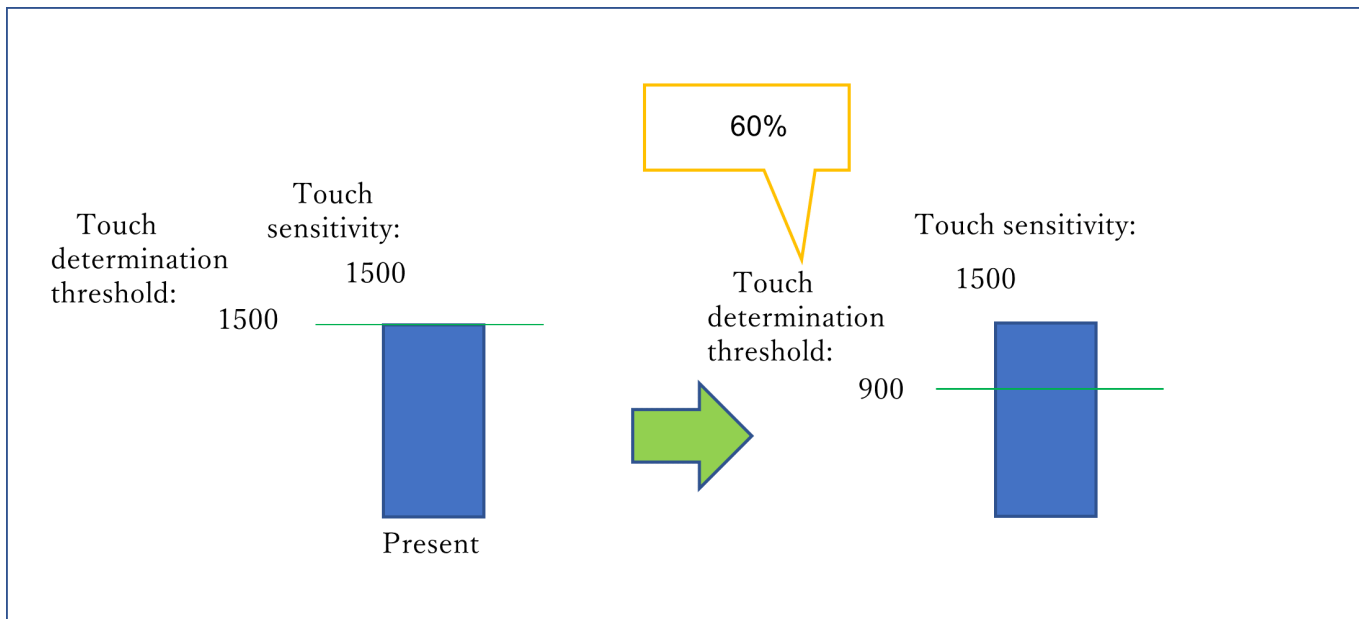 Touch
determination
threshold:
1500
Touch
sensitivity:
1500
Present
60%
Touch
determination
threshold:
900
Touch sensitivity:
1500